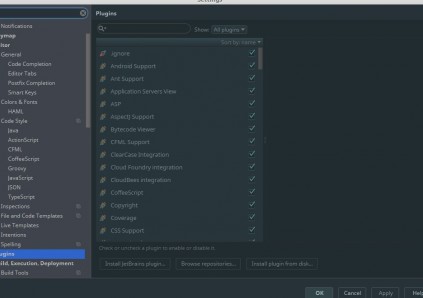 Settings
Notifications
ymap
itor
General
Code Completion
Editor Tabs
Postfix Completion
Smart Keys
Colors & Fonts
HAML
Code Style
Java
ActionScript
CFML
CoffeeScript
Groovy
JavaScript
JSON
TypeScript
Inspections
File and Code Templates
Live Templates
Intentions
Spelling
ugins
ild, Execution, Deployment
Build Tools
Plugins
Show: All plugins
Sort by: name
.ignore
Android Support
Ant Support
Application Servers View
ASP
AspectJ Support
Bytecode Viewer
CFML Support
ClearCase Integration
Cloud Foundry integration
CloudBees integration
CoffeeScript
Copyright
Coverage
CSS Support
Check or uncheck a plugin to enable or disable it.
Install JetBrains plugin... Browse repositories... Install plugin from disk...
OK Cancel Apply Help